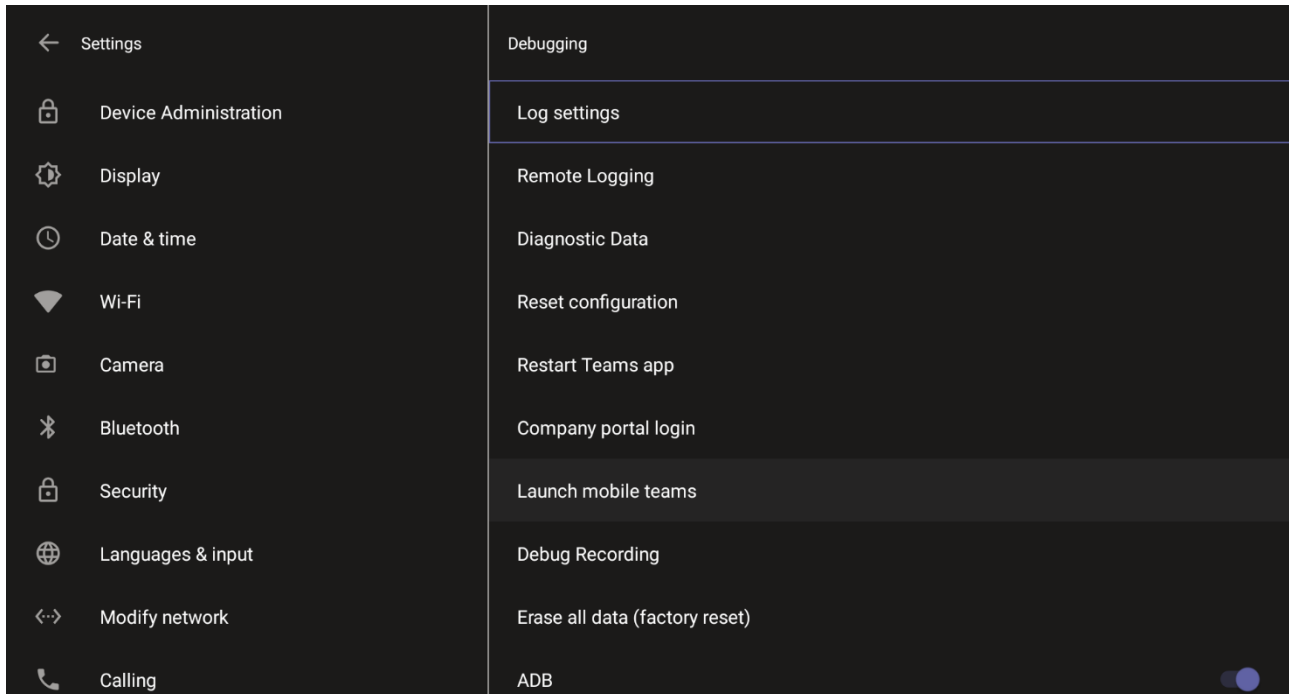 Settings
Device Administration
Display
Date & time
Wi-Fi
Camera
Bluetooth
Security
Languages & input
Modify network
Calling
Debugging
Log settings
Remote Logging
Diagnostic Data
Reset configuration
Restart Teams app
Company portal login
Launch mobile teams
Debug Recording
Erase all data (factory reset)
ADB